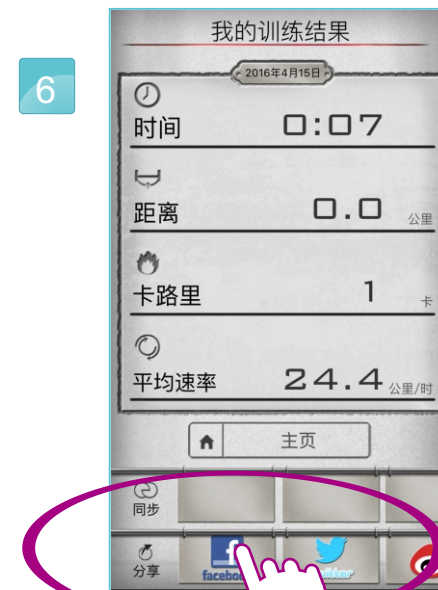 6
我的训练结果
2016年4月15日
时间 0:07
距离 0.0 公里
卡路里 1 卡
平均速率 24.4 公里/时
主页
同步
分享 facebook twitter